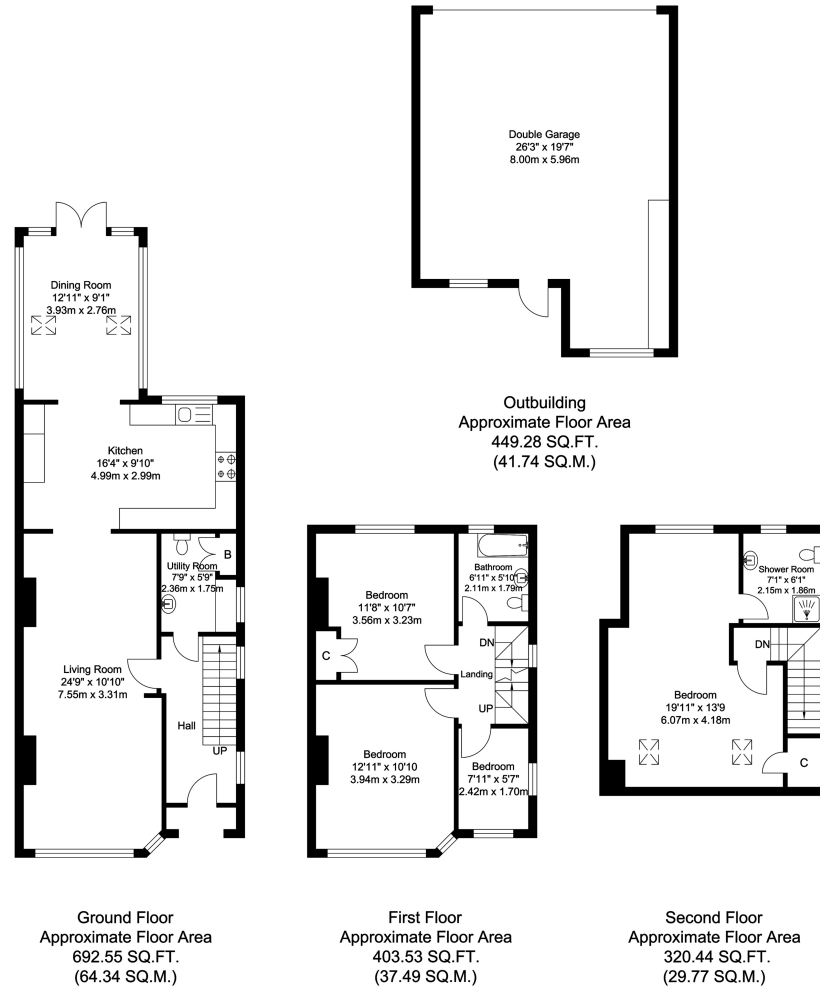 Double Garage
26'3" x 19'7"
8.00m x 5.96m
Outbuilding
Approximate Floor Area
449.28 SQ.FT.
(41.74 SQ.M.)
Dining Room
12'11" x 9'1"
3.93m x 2.76m
Kitchen
16'4" x 9'10"
4.99m x 2.99m
B
Utility Room
7'9" x 5'9"
2.36m x 1.75m
Living Room
24'9" x 10'10"
7.55m x 3.31m
Hall
UP
Ground Floor
Approximate Floor Area
692.55 SQ.FT.
(64.34 SQ.M.)
Bedroom
11'8" x 10'7"
3.56m x 3.23m
Bathroom
6'11" x 5'10"
2.11m x 1.79m
C
DN
Landing
UP
Bedroom
12'11" x 10'10
3.94m x 3.29m
Bedroom
7'11" x 5'7"
2.42m x 1.70m
First Floor
Approximate Floor Area
403.53 SQ.FT.
(37.49 SQ.M.)
Shower Room
7'1" x 6'1"
2.15m x 1.86m
DN
Bedroom
19'11" x 13'9
6.07m x 4.18m
C
Second Floor
Approximate Floor Area
320.44 SQ.FT.
(29.77 SQ.M.)